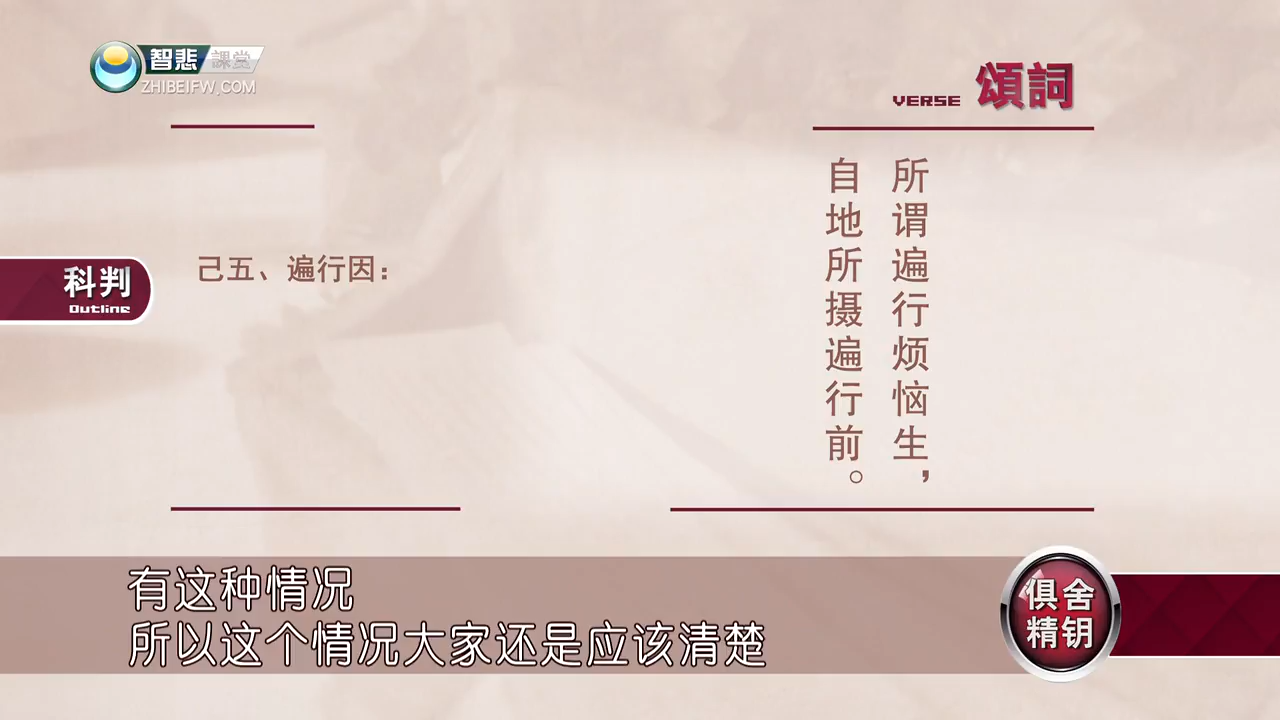 智悲課堂
ZHIBEIFW.COM
VERSE 頌詞
所谓遍行烦恼生，
自地所摄遍行前。
科判
Outline
己五、遍行因：
有这种情况
所以这个情况大家还是应该清楚
俱舍
精钥